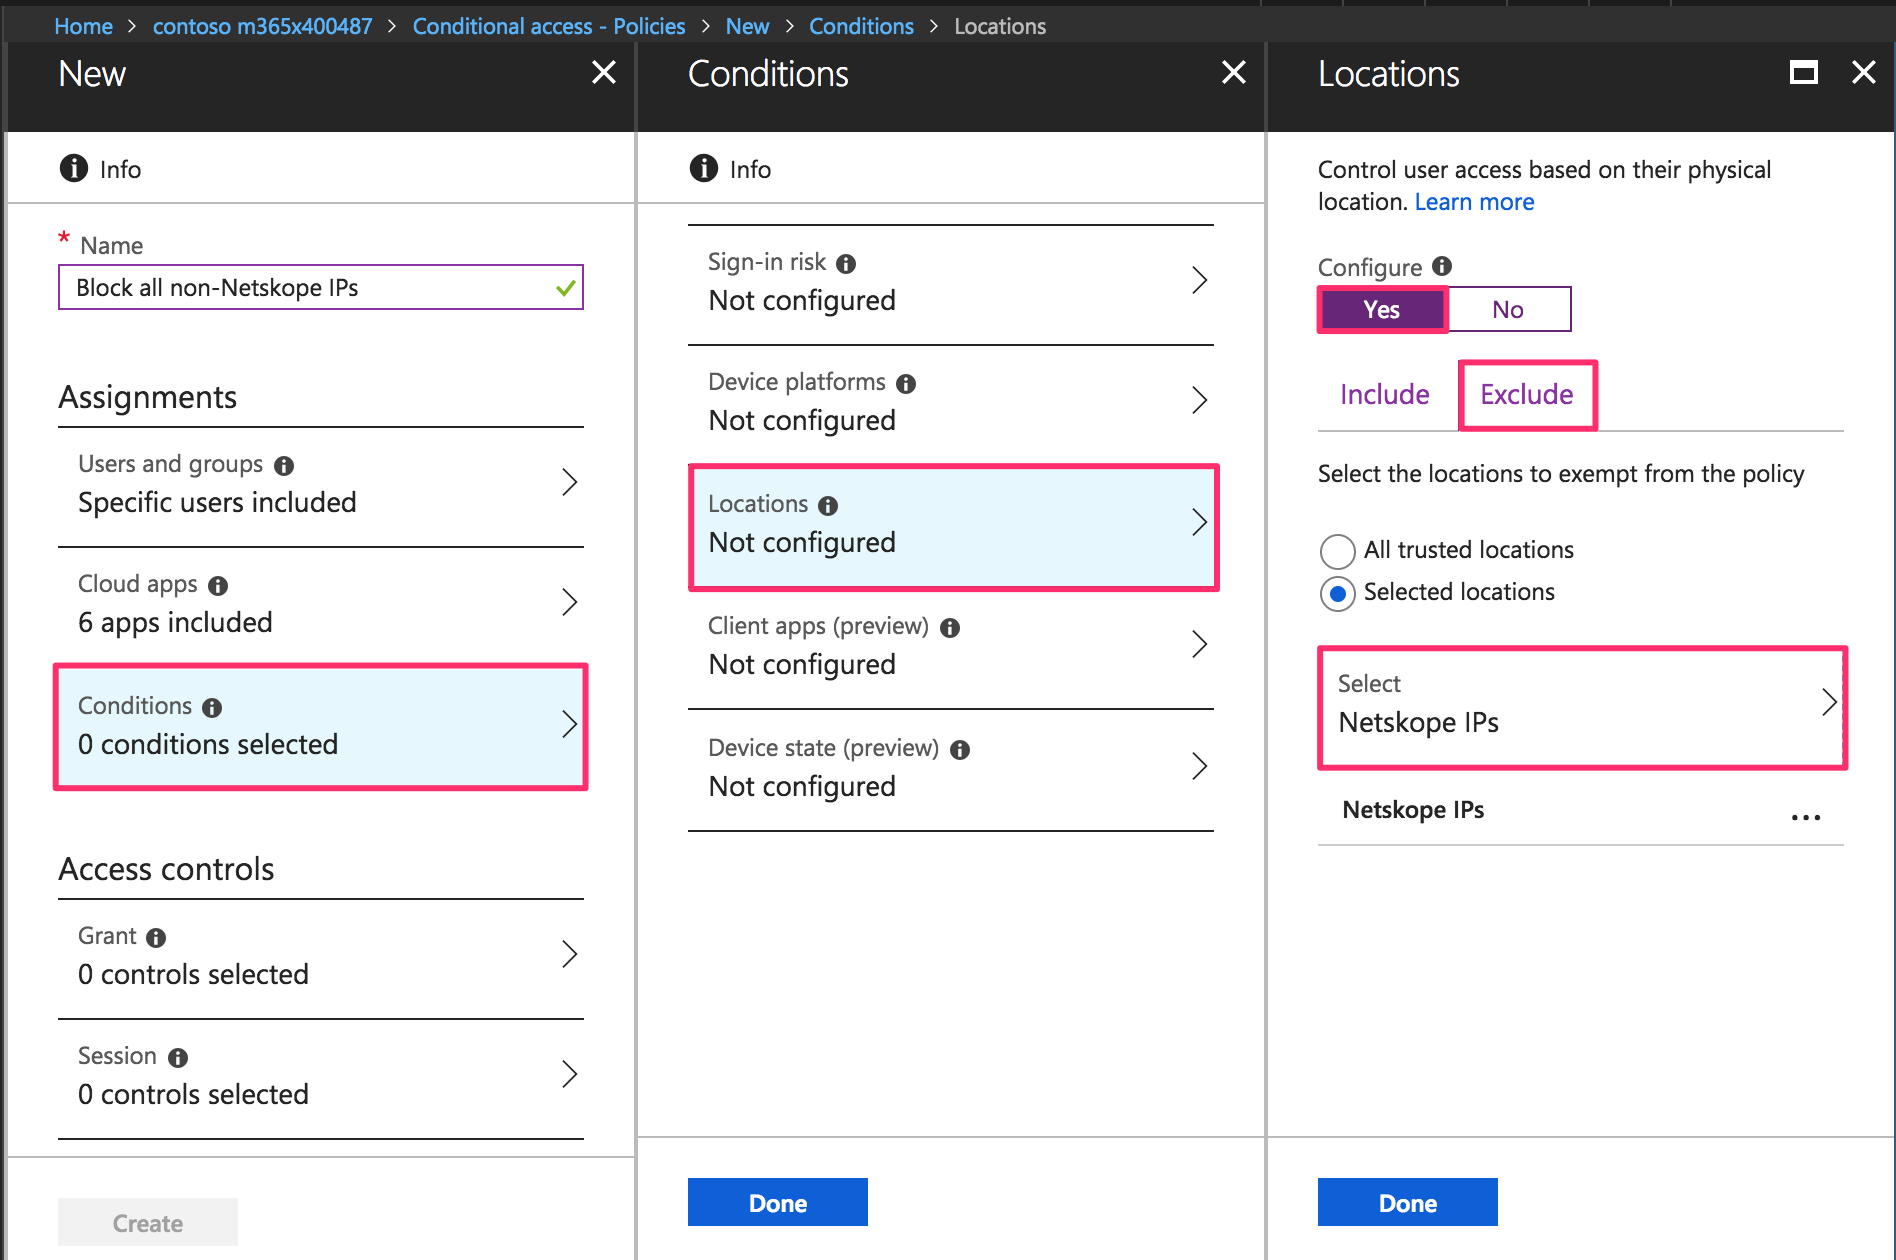 Home > contoso m365x400487 > Conditional access - Policies > New > Conditions > Locations
New
Info
* Name
Block all non-Netskope IPs
Assignments
Users and groups
Specific users included
Cloud apps
6 apps included
Conditions
0 conditions selected
Access controls
Grant
0 controls selected
Session
0 controls selected
Create
Conditions
Info
Sign-in risk
Not configured
Device platforms
Not configured
Locations
Not configured
Client apps (preview)
Not configured
Device state (preview)
Not configured
Done
Locations
Control user access based on their physical
location. Learn more
Configure
Yes No
Include Exclude
Select the locations to exempt from the policy
All trusted locations
Selected locations
Select
Netskope IPs
Netskope IPs ...
Done